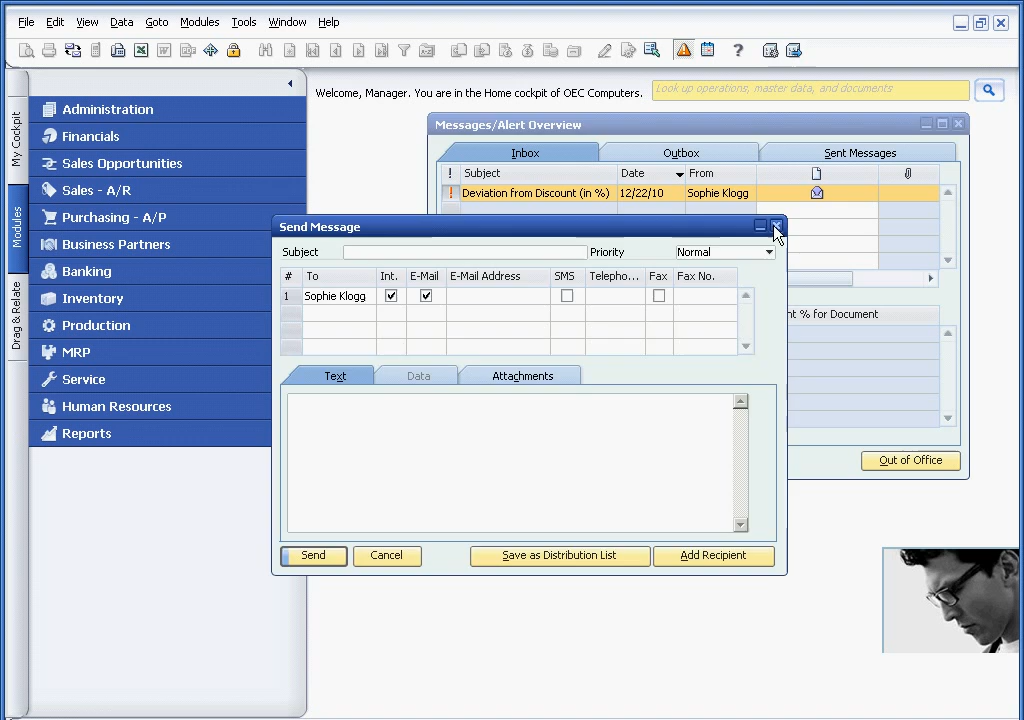 File Edit View Data Goto Modules Tools Window Help
Welcome, Manager. You are in the Home cockpit of OEC Computers.
Look up operations, master data, and documents
My Cockpit
Modules
Drag & Relate
Administration
Financials
Sales Opportunities
Sales - A/R
Purchasing - A/P
Business Partners
Banking
Inventory
Production
MRP
Service
Human Resources
Reports
Messages/Alert Overview
Inbox Outbox Sent Messages
! Subject Date From
! Deviation from Discount (in %) 12/22/10 Sophie Klogg
nt % for Document
Out of Office
Send Message
Subject Priority Normal
# To Int. E-Mail E-Mail Address SMS Telepho... Fax Fax No.
1 Sophie Klogg
Text Data Attachments
Send Cancel Save as Distribution List Add Recipient